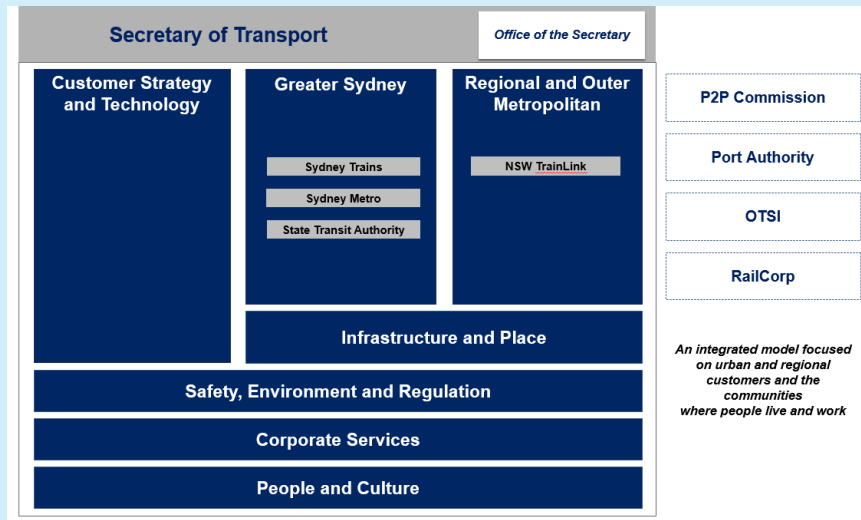 Secretary of Transport
Office of the Secretary
Customer Strategy
and Technology
Greater Sydney
Sydney Trains
Sydney Metro
State Transit Authority
Regional and Outer
Metropolitan
NSW TrainLink
Infrastructure and Place
Safety, Environment and Regulation
Corporate Services
People and Culture
P2P Commission
Port Authority
OTSI
RailCorp
An integrated model focused
on urban and regional
customers and the
communities
where people live and work